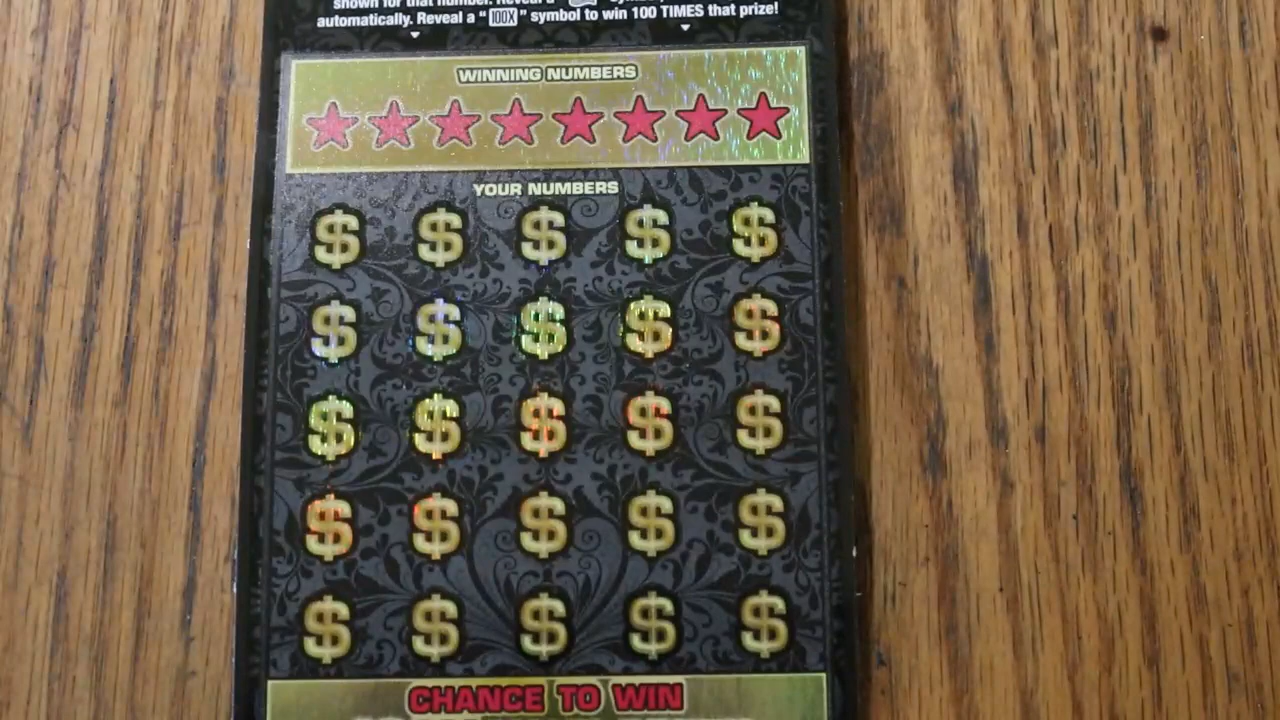 shown for that number. Reveal a "
automatically. Reveal a " 100X " symbol to win 100 TIMES that prize!
WINNING NUMBERS
YOUR NUMBERS
$ $ $ $ $
$ $ $ $ $
$ $ $ $ $
$ $ $ $ $
$ $ $ $ $
CHANCE TO WIN